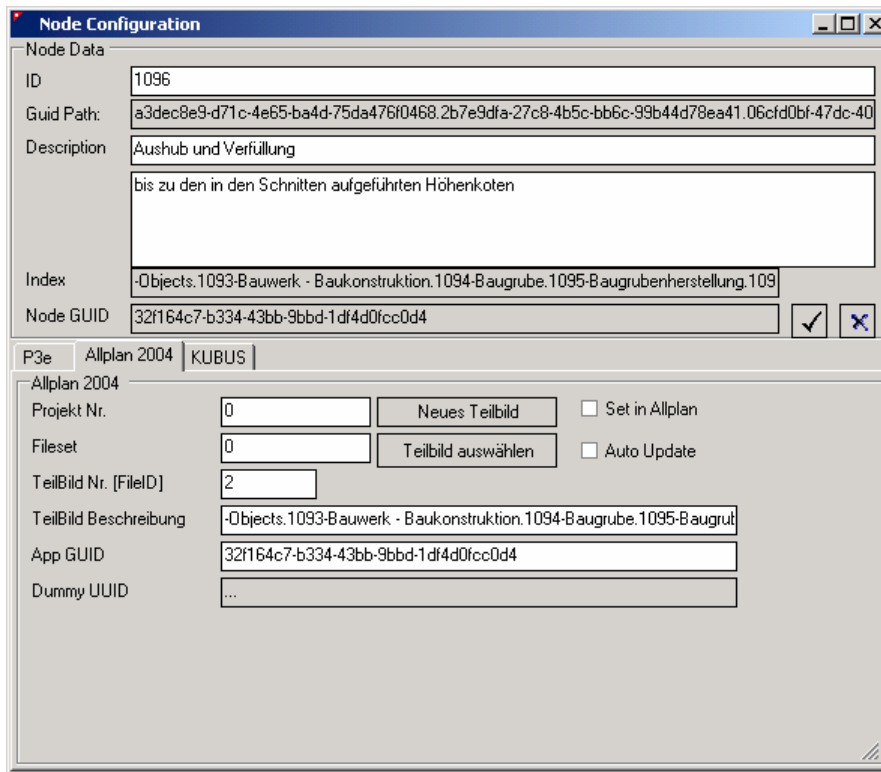 Node Configuration
Node Data
ID 1096
Guid Path: a3dec8e9-d71c-4e65-ba4d-75da476f0468.2b7e9dfa-27c8-4b5c-bb6c-99b44d78ea41.06cfd0bf-47dc-40
Description Aushub und Verfüllung
bis zu den in den Schnitten aufgeführten Höhenkoten
Index -Objects.1093-Bauwerk - Baukonstruktion.1094-Baugrube.1095-Baugrubenherstellung.109
Node GUID 32f164c7-b334-43bb-9bbd-1df4d0fcc0d4
P3e Allplan 2004 KUBUS
Allplan 2004
Projekt Nr. 0 Neues Teilbild Set in Allplan
Fileset 0 Teilbild auswählen Auto Update
TeilBild Nr. [FileID] 2
TeilBild Beschreibung -Objects.1093-Bauwerk - Baukonstruktion.1094-Baugrube.1095-Baugrut
App GUID 32f164c7-b334-43bb-9bbd-1df4d0fcc0d4
Dummy UUID ...